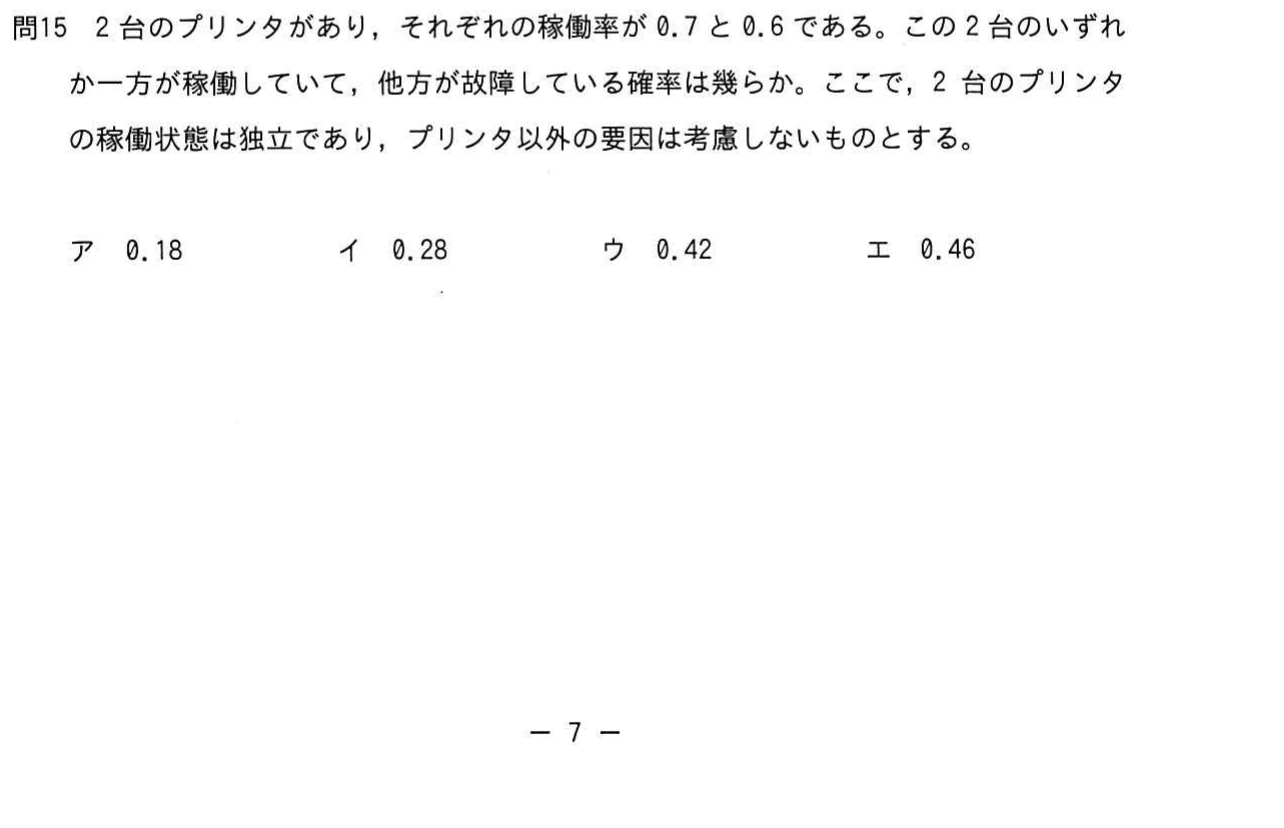 問15 2台のプリンタがあり，それぞれの稼働率が 0.7 と 0.6 である。この2台のいずれ
か一方が稼働していて，他方が故障している確率は幾らか。ここで，2 台のプリンタ
の稼働状態は独立であり，プリンタ以外の要因は考慮しないものとする。
ア 0.18 イ 0.28 ウ 0.42 エ 0.46
― 7 ―